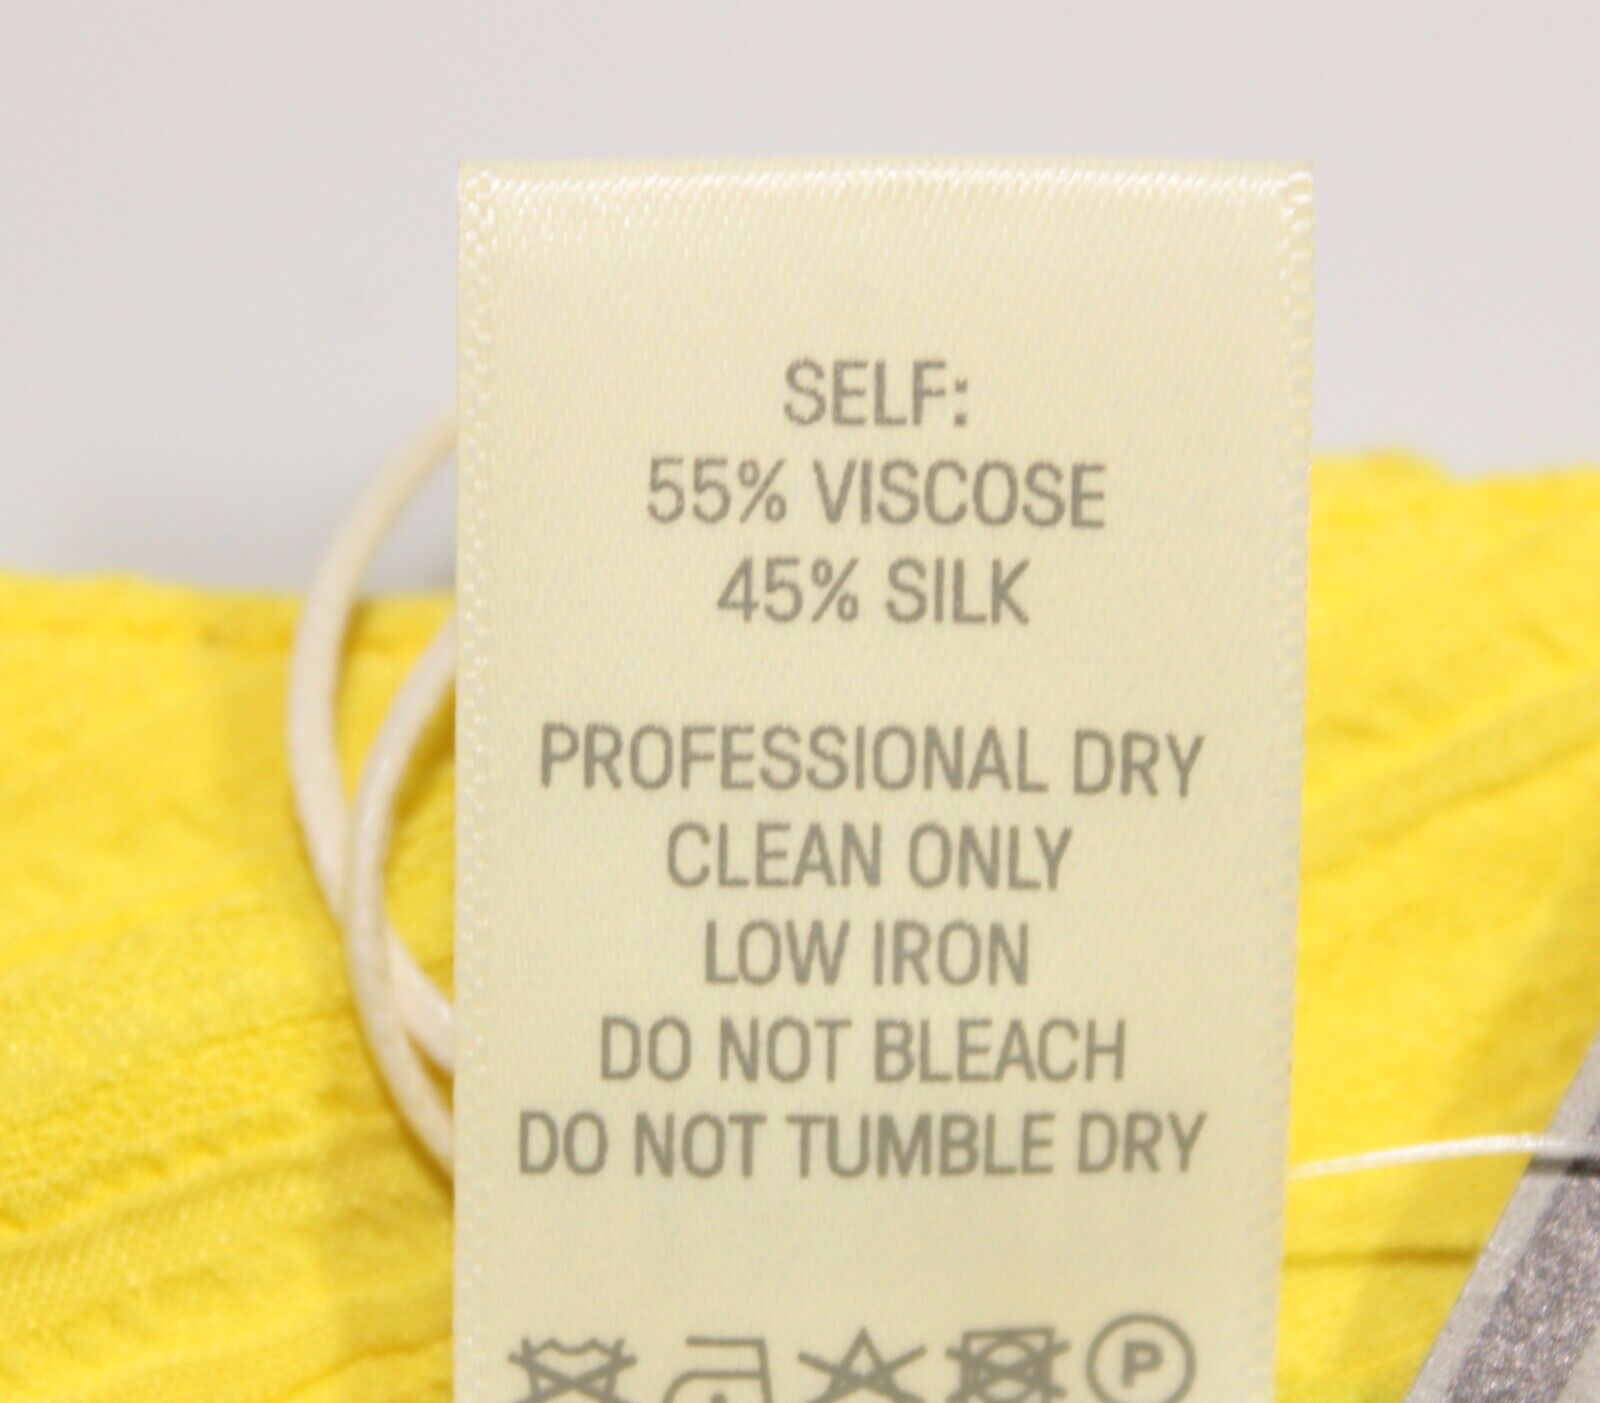 SELF:
55% VISCOSE
45% SILK
PROFESSIONAL DRY
CLEAN ONLY
LOW IRON
DO NOT BLEACH
DO NOT TUMBLE DRY
P